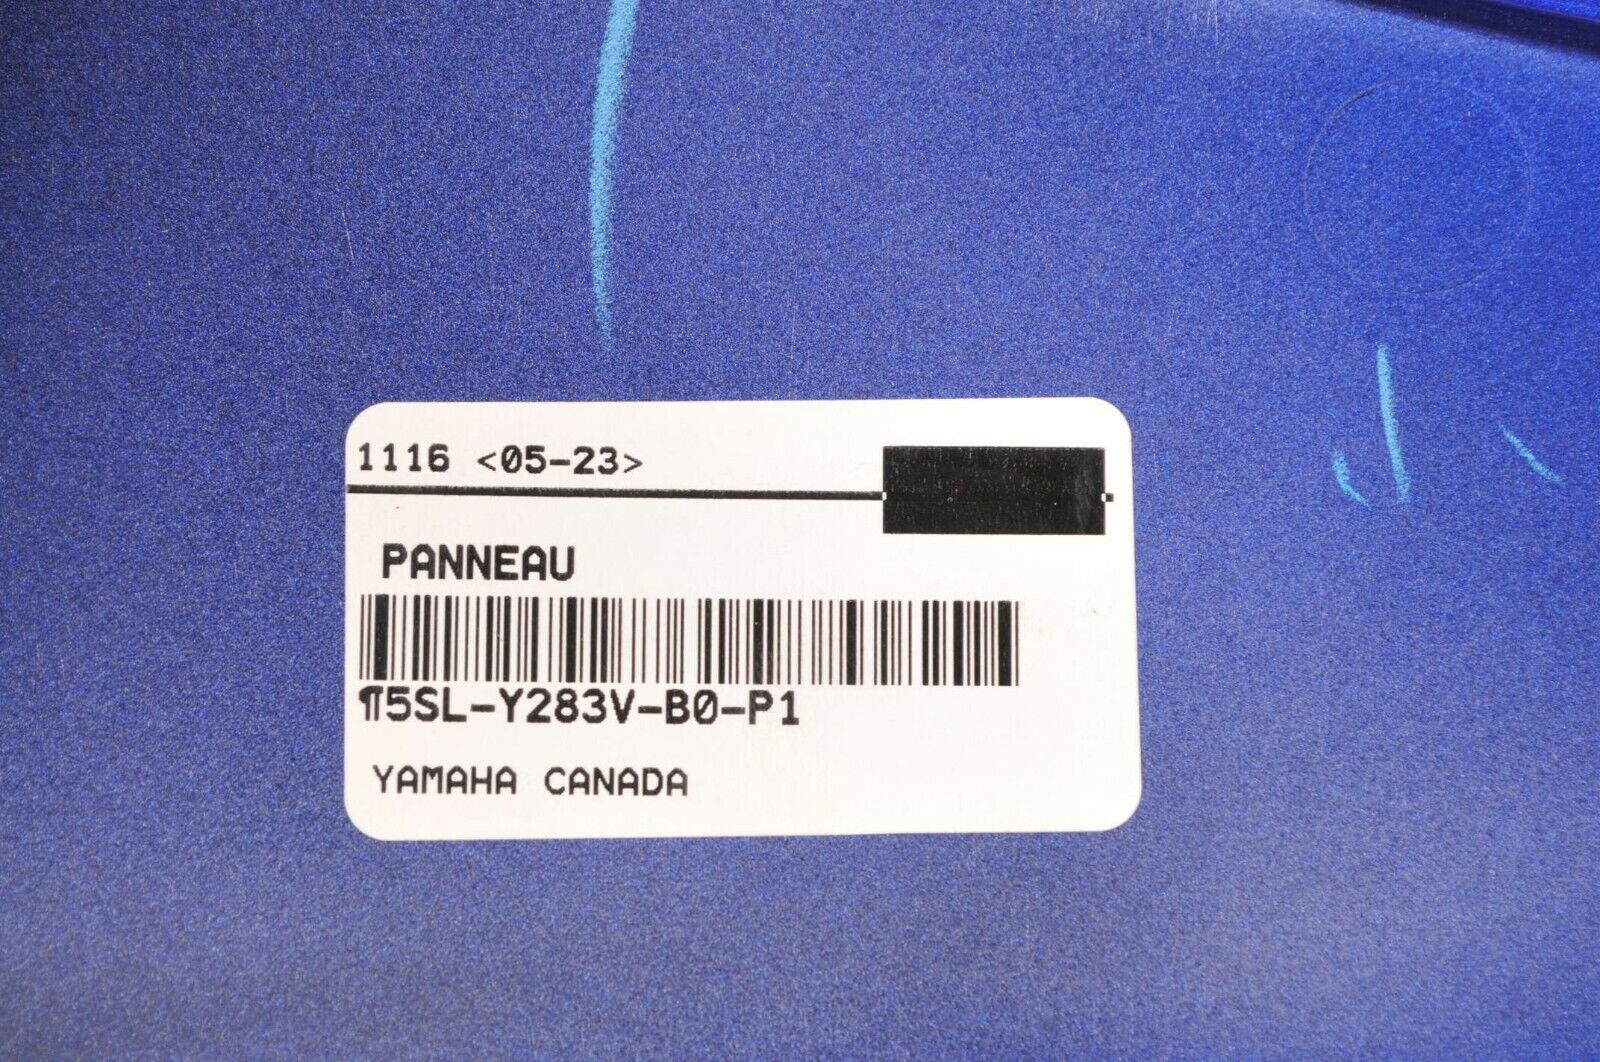 1116 <05-23>
PANNEAU
¶5SL-Y283V-B0-P1
YAMAHA CANADA